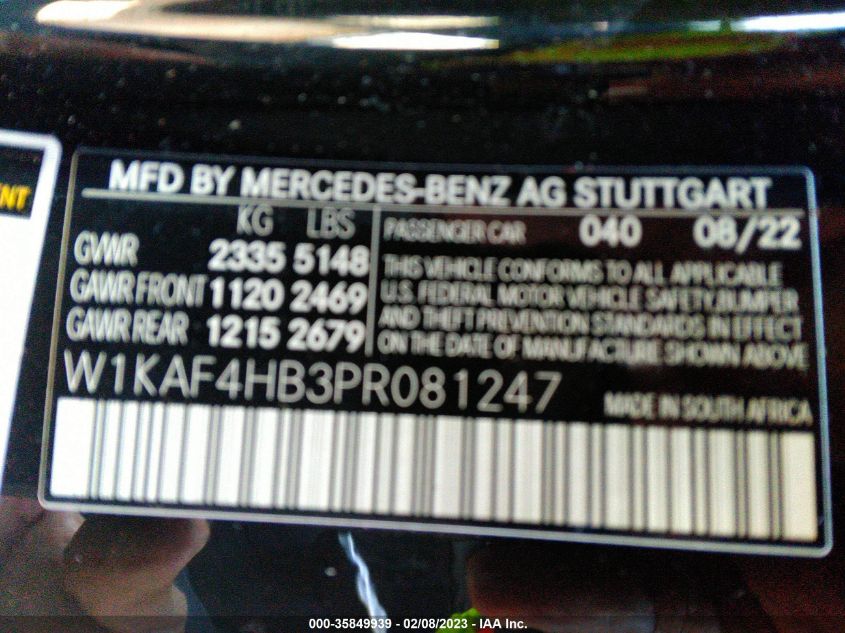 ENT
MFD BY MERCEDES-BENZ AG STUTTGART
KG LBS
GVWR 2335 5148
GAWR FRONT 1120 2469
GAWR REAR 1215 2679
PASSENGER CAR 040 08/22
THIS VEHICLE CONFORMS TO ALL APPLICABLE
U.S. FEDERAL MOTOR VEHICLE SAFETY, BUMPER
AND THEFT PREVENTION STANDARDS IN EFFECT
ON THE DATE OF MANUFACTURE SHOWN ABOVE.
W1KAF4HB3PR081247
MADE IN SOUTH AFRICA
000-35849939 — 02/08/2023 — IAA Inc.